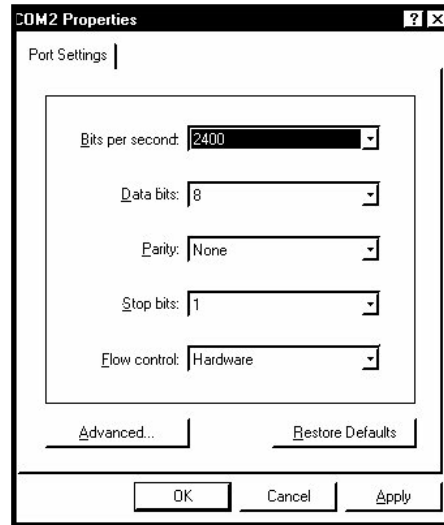 COM2 Properties
Port Settings
Bits per second: 2400
Data bits: 8
Parity: None
Stop bits: 1
Flow control: Hardware
Advanced... Restore Defaults
OK Cancel Apply